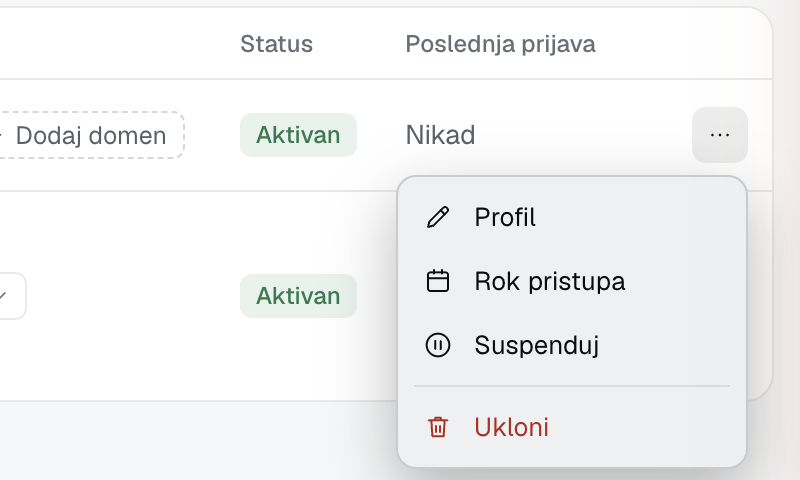 Status Poslednja prijava
Dodaj domen Aktivan Nikad
Profil
Rok pristupa
Aktivan
Suspenduj
Ukloni